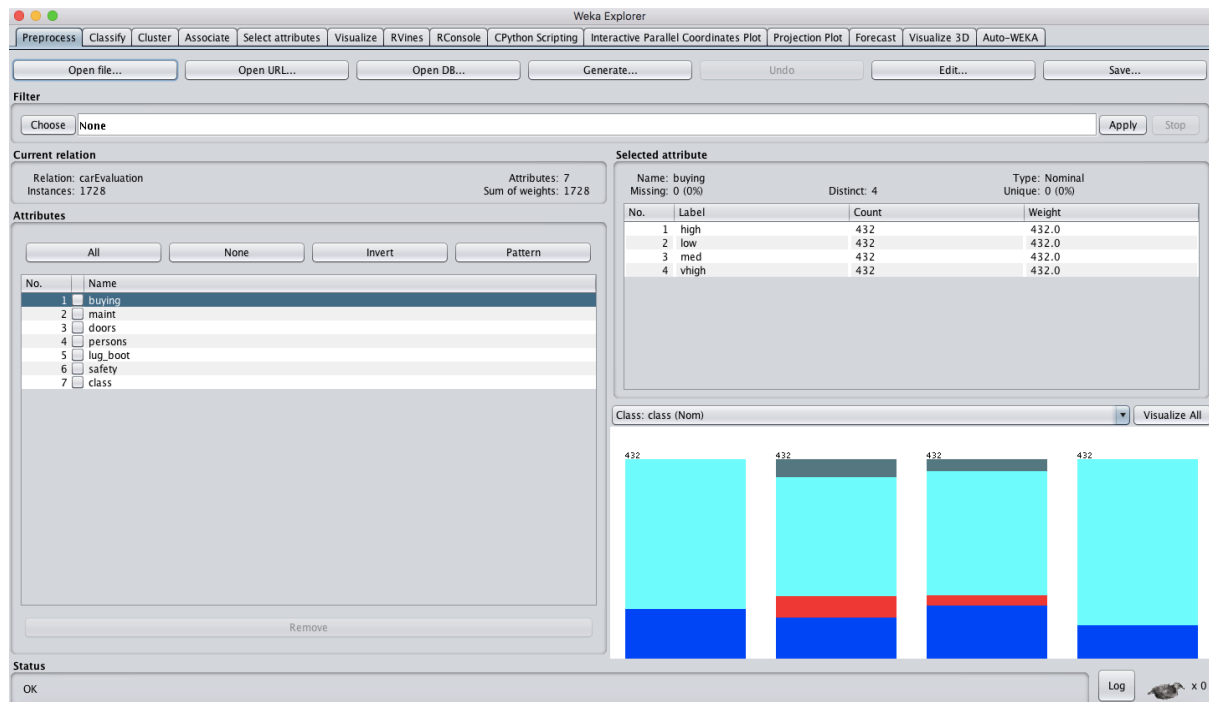 Weka Explorer
Preprocess Classify Cluster Associate Select attributes Visualize RVines RConsole CPython Scripting Interactive Parallel Coordinates Plot Projection Plot Forecast Visualize 3D Auto-WEKA
Open file... Open URL... Open DB... Generate... Undo Edit... Save...
Filter
Choose None Apply Stop
Current relation
Relation: carEvaluation Attributes: 7
Instances: 1728 Sum of weights: 1728
Attributes
All None Invert Pattern
No. Name
1 buying
2 maint
3 doors
4 persons
5 lug_boot
6 safety
7 class
Remove
Selected attribute
Name: buying Type: Nominal
Missing: 0 (0%) Distinct: 4 Unique: 0 (0%)
No. Label Count Weight
1 high 432 432.0
2 low 432 432.0
3 med 432 432.0
4 vhigh 432 432.0
Class: class (Nom) Visualize All
432 432 432 432
Status
OK Log x 0